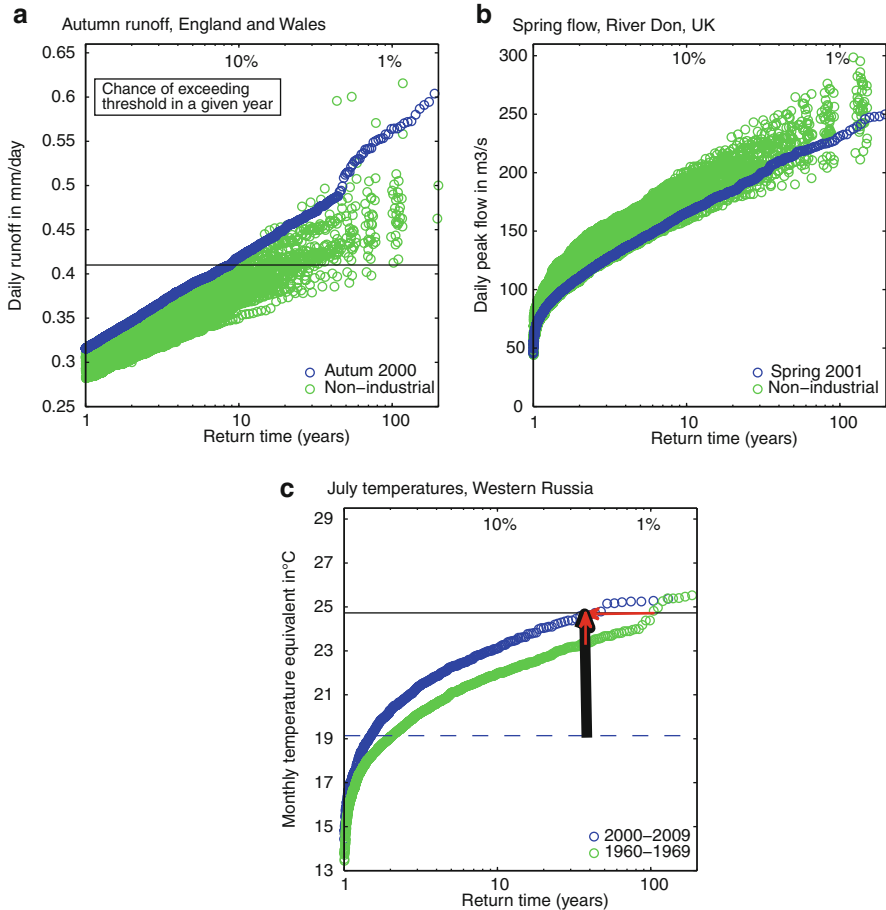 a
Autumn runoff, England and Wales
0.65
0.6
0.55
0.5
0.45
0.4
0.35
0.3
0.25
Daily runoff in mm/day
10%
1%
Chance of exceeding
threshold in a given year
Autum 2000
Non-industrial
1
10
100
Return time (years)
b
Spring flow, River Don, UK
300
250
200
150
100
50
0
Daily peak flow in m3/s
10%
1%
Spring 2001
Non-industrial
1
10
100
Return time (years)
c
July temperatures, Western Russia
29
27
25
23
21
19
17
15
13
Monthly temperature equivalent in°C
10%
1%
2000-2009
1960-1969
1
10
100
Return time (years)